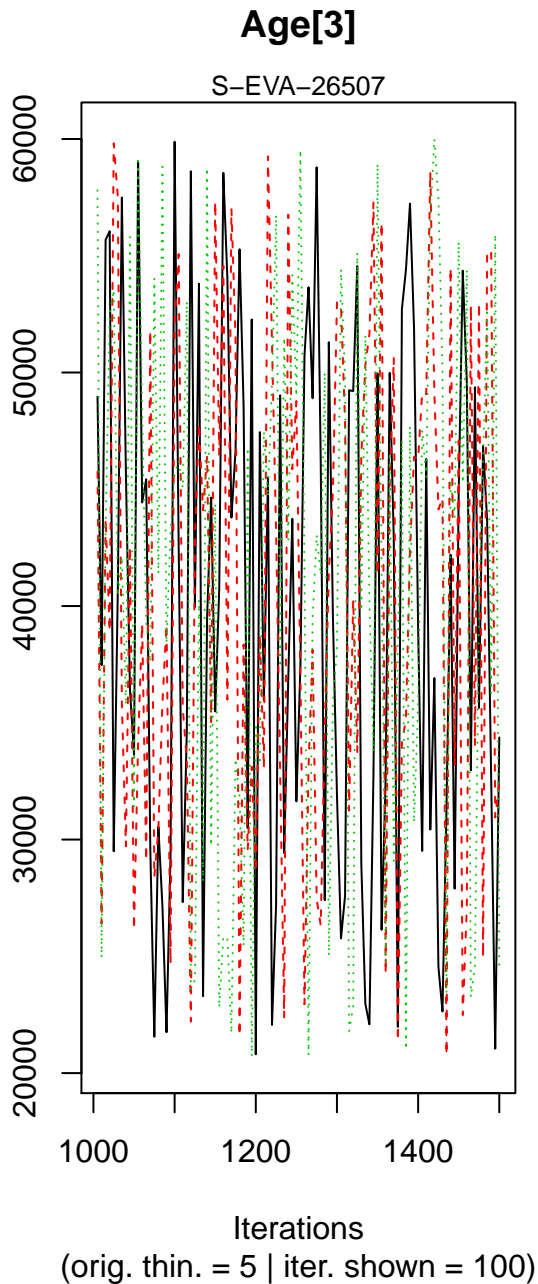 Age[3]
S−EVA−26507
60000
50000
40000
30000
20000
1000 1200 1400
Iterations
(orig. thin. = 5 | iter. shown = 100)